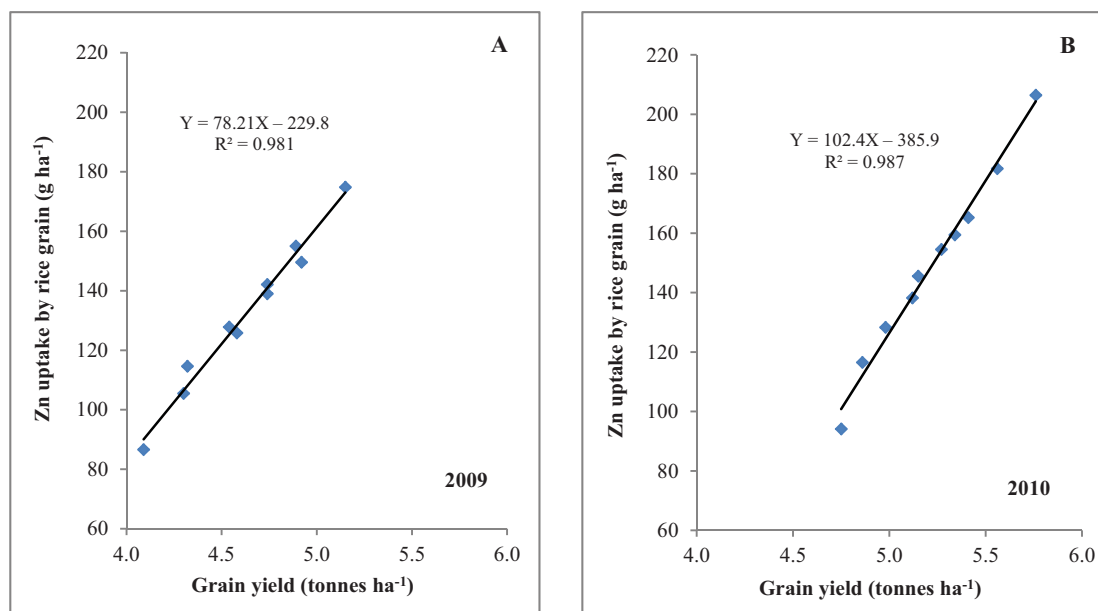 A
220
200
180
160
140
120
100
80
60
Zn uptake by rice grain (g ha⁻¹)
Y = 78.21X – 229.8
R² = 0.981
2009
4.0 4.5 5.0 5.5 6.0
Grain yield (tonnes ha⁻¹)
B
220
200
180
160
140
120
100
80
60
Zn uptake by rice grain (g ha⁻¹)
Y = 102.4X – 385.9
R² = 0.987
2010
4.0 4.5 5.0 5.5 6.0
Grain yield (tonnes ha⁻¹)